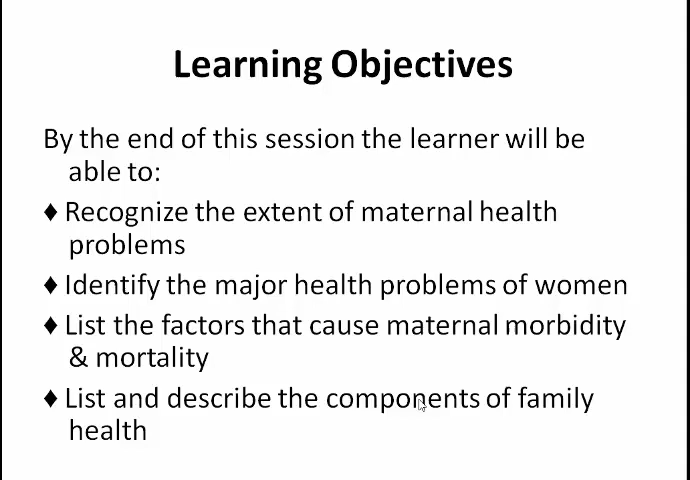 Learning Objectives
By the end of this session the learner will be
able to:
♦ Recognize the extent of maternal health
problems
♦ Identify the major health problems of women
♦ List the factors that cause maternal morbidity
& mortality
♦ List and describe the components of family
health